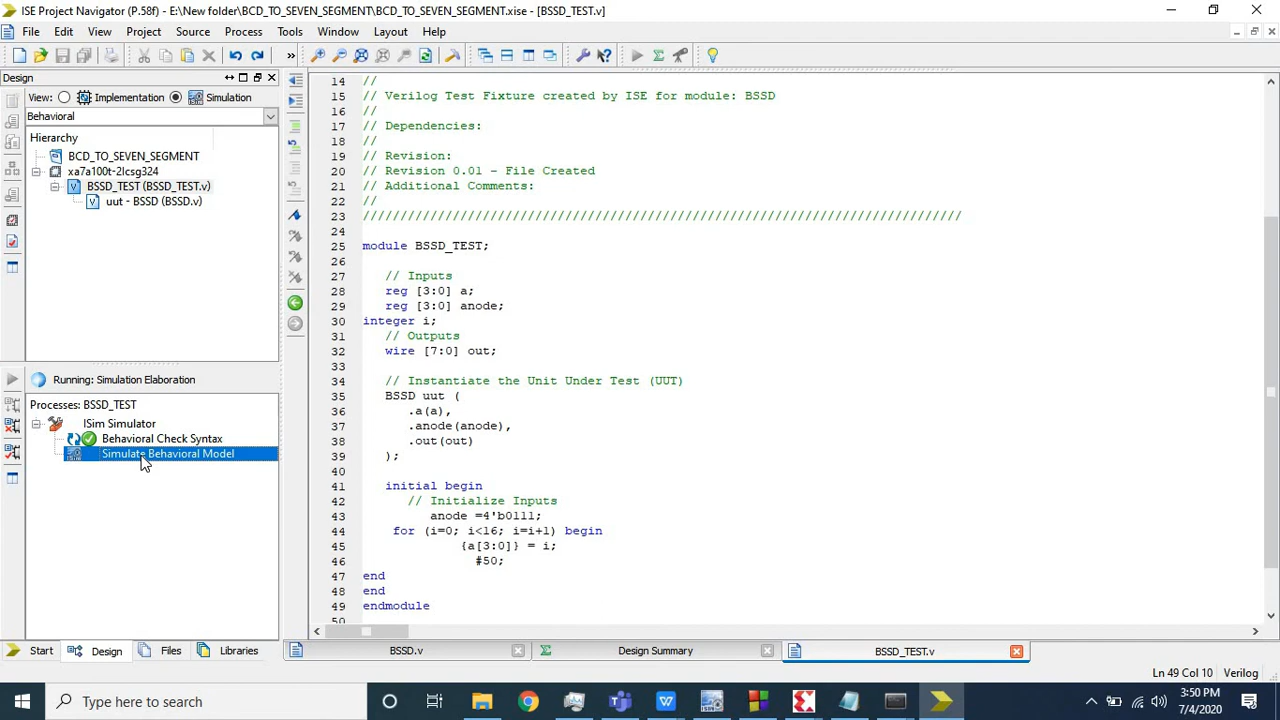 ISE Project Navigator (P.58f) - E:\New folder\BCD_TO_SEVEN_SEGMENT\BCD_TO_SEVEN_SEGMENT.xise - [BSSD_TEST.v]
File Edit View Project Source Process Tools Window Layout Help
Design
View: Implementation Simulation
Behavioral
Hierarchy
BCD_TO_SEVEN_SEGMENT
xa7a100t-2lcsg324
BSSD_TEST (BSSD_TEST.v)
uut - BSSD (BSSD.v)
Running: Simulation Elaboration
Processes: BSSD_TEST
ISim Simulator
Behavioral Check Syntax
Simulate Behavioral Model
14 //
15 // Verilog Test Fixture created by ISE for module: BSSD
16 //
17 // Dependencies:
18 //
19 // Revision:
20 // Revision 0.01 - File Created
21 // Additional Comments:
22 //
23 ////////////////////////////////////////////////////////////////////////////////
24
25 module BSSD_TEST;
26
27 // Inputs
28 reg [3:0] a;
29 reg [3:0] anode;
30 integer i;
31 // Outputs
32 wire [7:0] out;
33
34 // Instantiate the Unit Under Test (UUT)
35 BSSD uut (
36 .a(a),
37 .anode(anode),
38 .out(out)
39 );
40
41 initial begin
42 // Initialize Inputs
43 anode =4'b0111;
44 for (i=0; i<16; i=i+1) begin
45 {a[3:0]} = i;
46 #50;
47 end
48 end
49 endmodule
50
Start Design Files Libraries
BSSD.v Design Summary BSSD_TEST.v
Ln 49 Col 10 Verilog
Type here to search
3:50 PM
7/4/2020